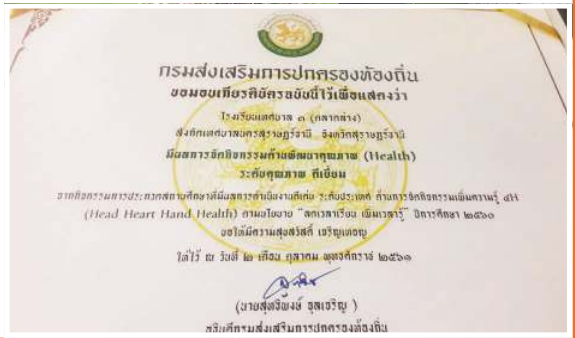 กรมส่งเสริมการปกครองท้องถิ่น
ขอมอบเกียรติบัตรฉบับนี้ไว้เพื่อแสดงว่า
โรงเรียนเทศบาล ๓ (ตลาดล่าง)
สังกัดเทศบาลนครสุราษฎร์ธานี จังหวัดสุราษฎร์ธานี
มีผลการจัดกิจกรรมด้านพัฒนาสุขภาพ (Health)
ระดับคุณภาพ ดีเยี่ยม
จากกิจกรรมการประกวดสถานศึกษาที่มีผลการดำเนินงานดีเด่น ระดับประเทศ ด้านการจัดกิจกรรมเพิ่มความรู้ ๔H
(Head Heart Hand Health) ตามนโยบาย "ลดเวลาเรียน เพิ่มเวลารู้" ปีการศึกษา ๒๕๖๐
ขอให้มีความสุขสวัสดิ์ เจริญเทอญ
ให้ไว้ ณ วันที่ ๒ เดือน ตุลาคม พุทธศักราช ๒๕๖๑
(นายสุทธิพงษ์ จุลเจริญ)
อธิบดีกรมส่งเสริมการปกครองท้องถิ่น